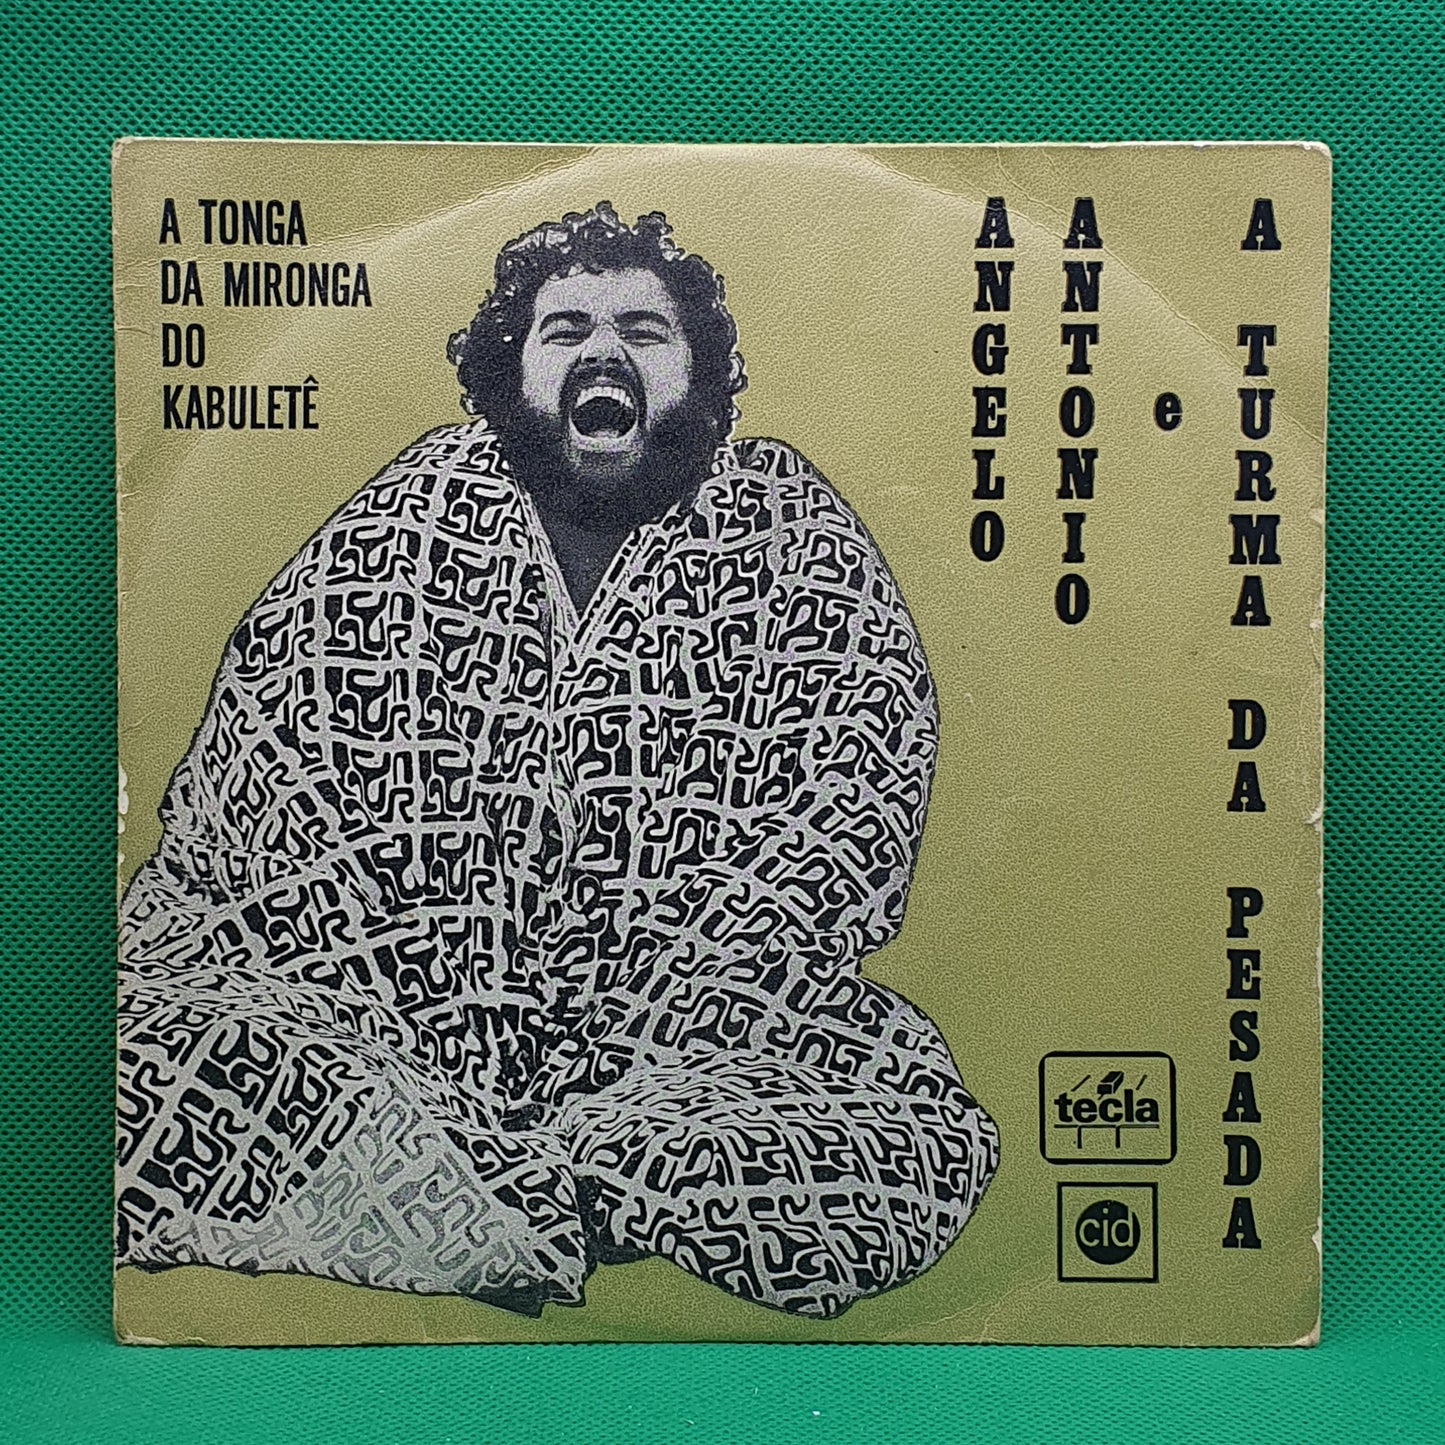 A TONGA
DA MIRONGA
DO
KABULETÊ
ANGELO
ANTONIO
e
A TURMA DA PESADA
tecla
cid